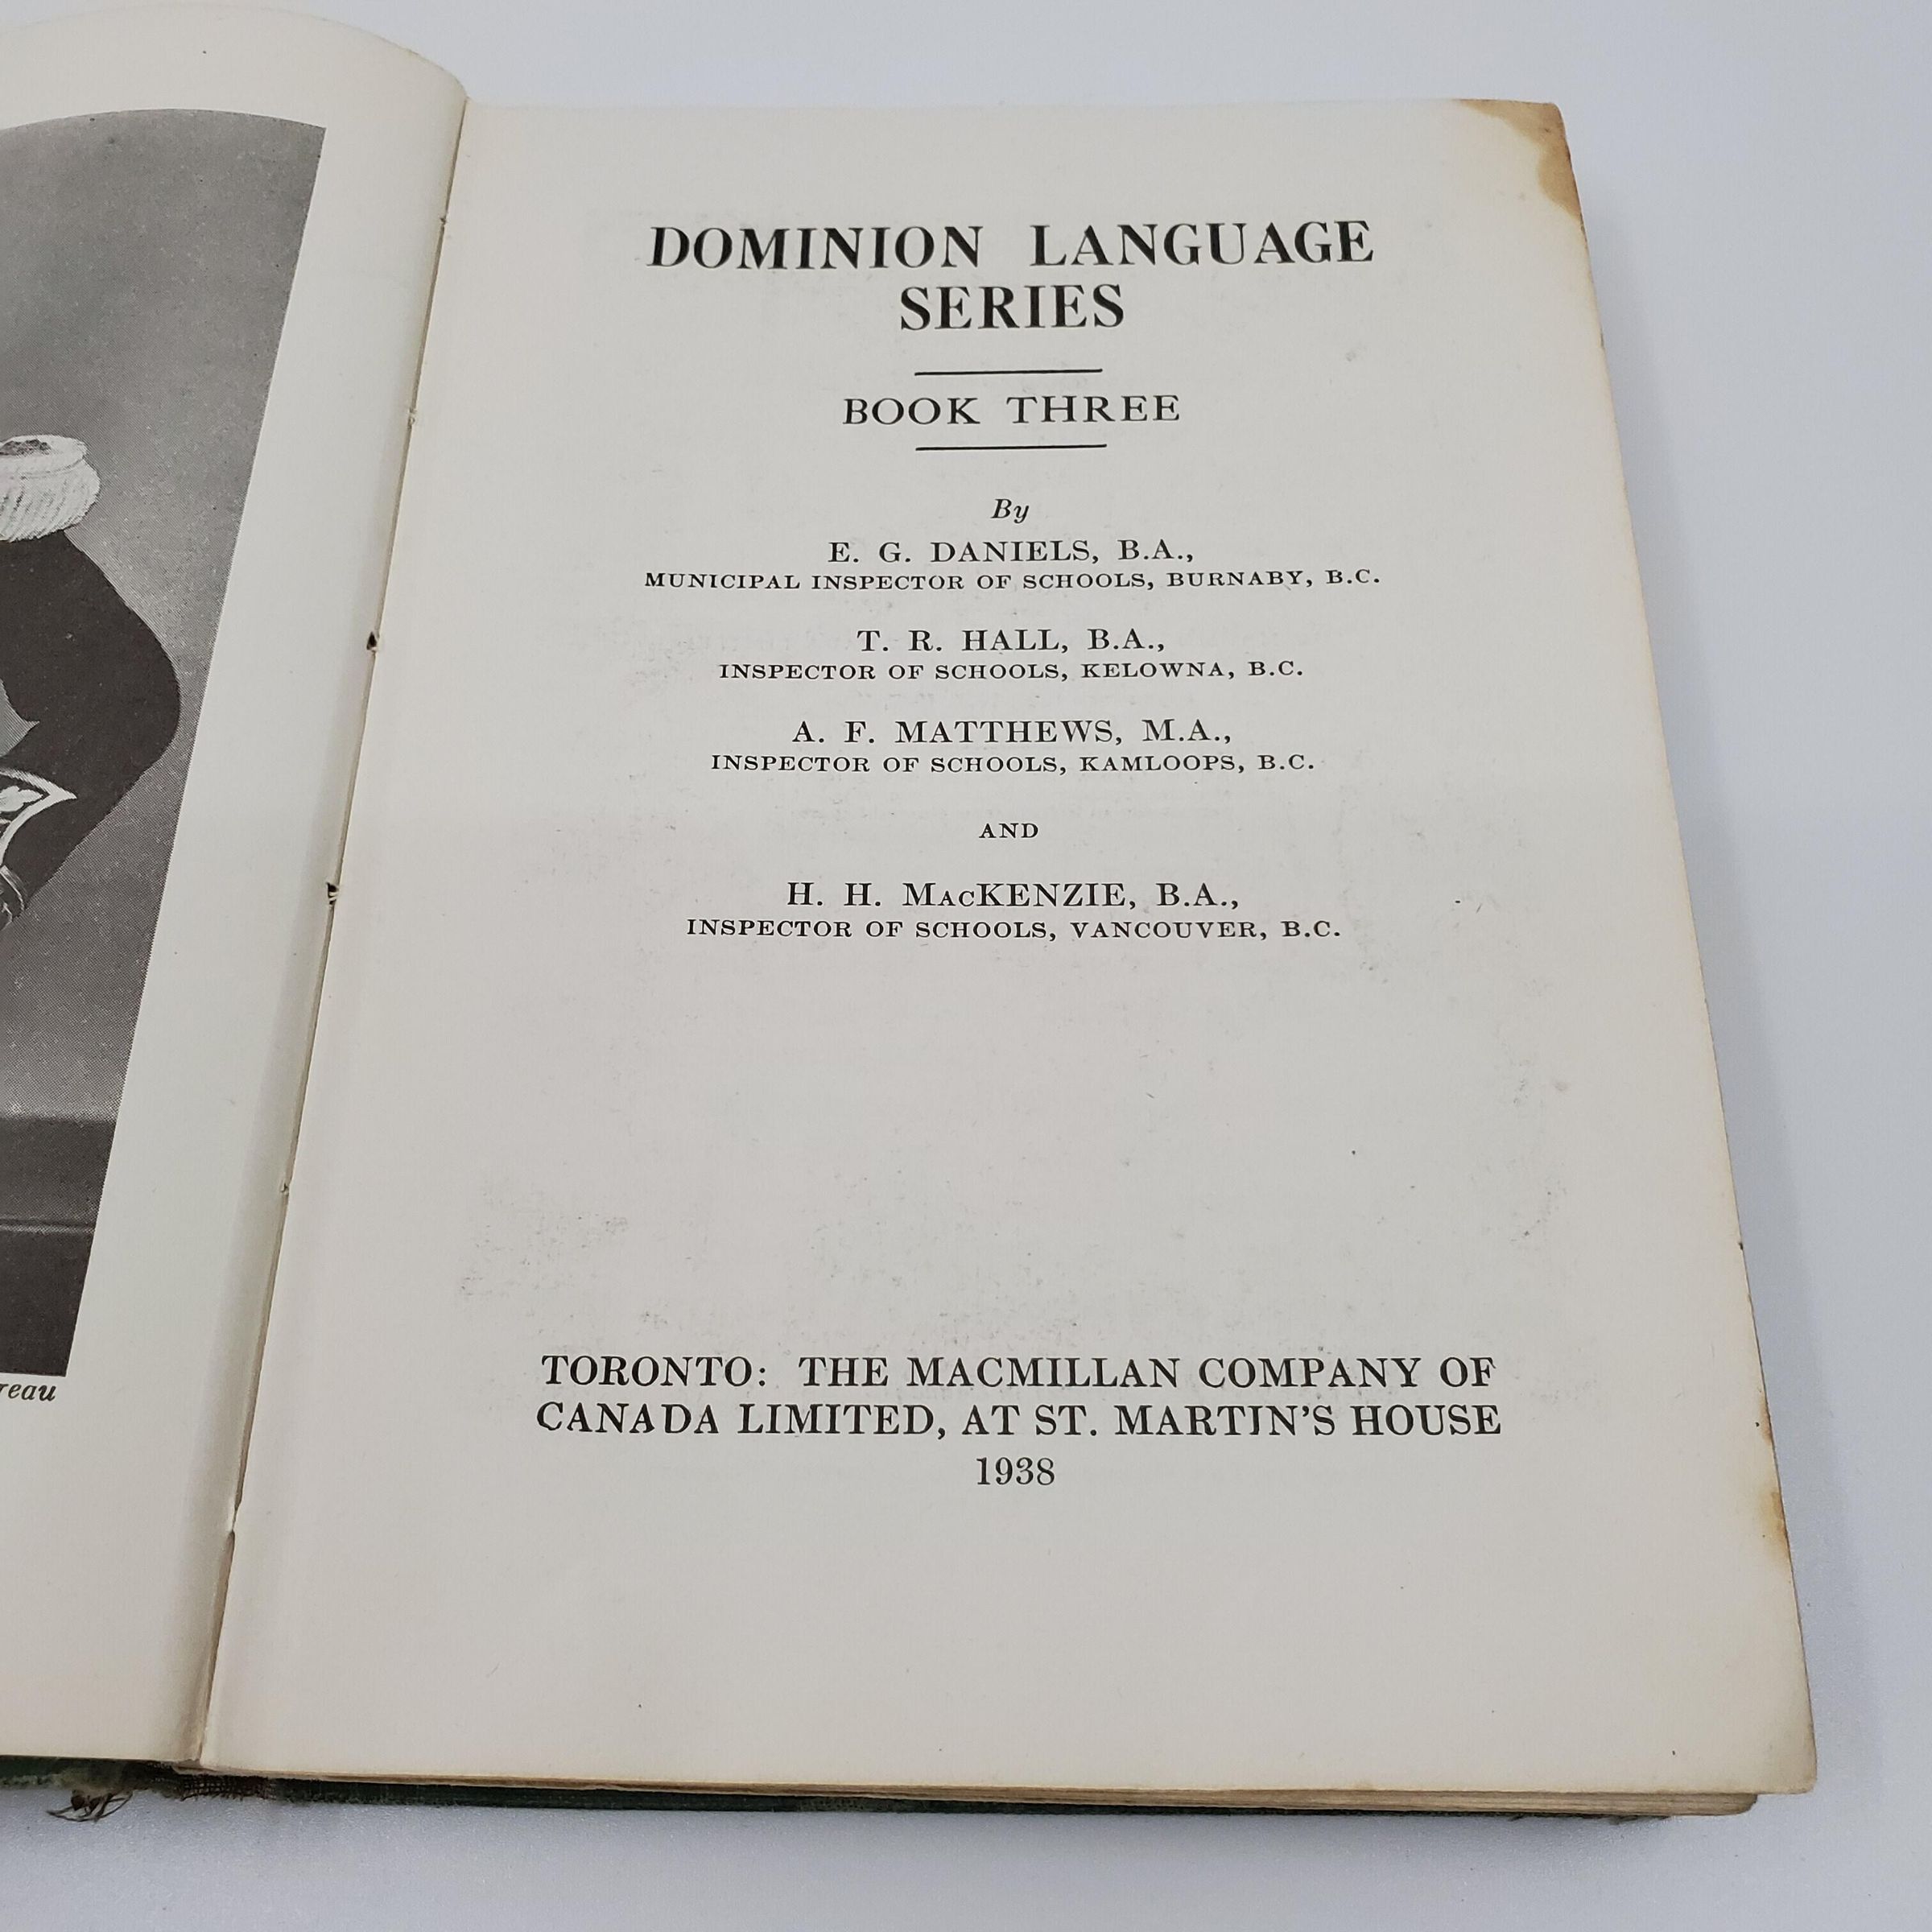 DOMINION LANGUAGE
SERIES
BOOK THREE
By
E. G. DANIELS, B.A.,
MUNICIPAL INSPECTOR OF SCHOOLS, BURNABY, B.C.
T. R. HALL, B.A.,
INSPECTOR OF SCHOOLS, KELOWNA, B.C.
A. F. MATTHEWS, M.A.,
INSPECTOR OF SCHOOLS, KAMLOOPS, B.C.
AND
H. H. MacKENZIE, B.A.,
INSPECTOR OF SCHOOLS, VANCOUVER, B.C.
TORONTO: THE MACMILLAN COMPANY OF
CANADA LIMITED, AT ST. MARTIN'S HOUSE
1938